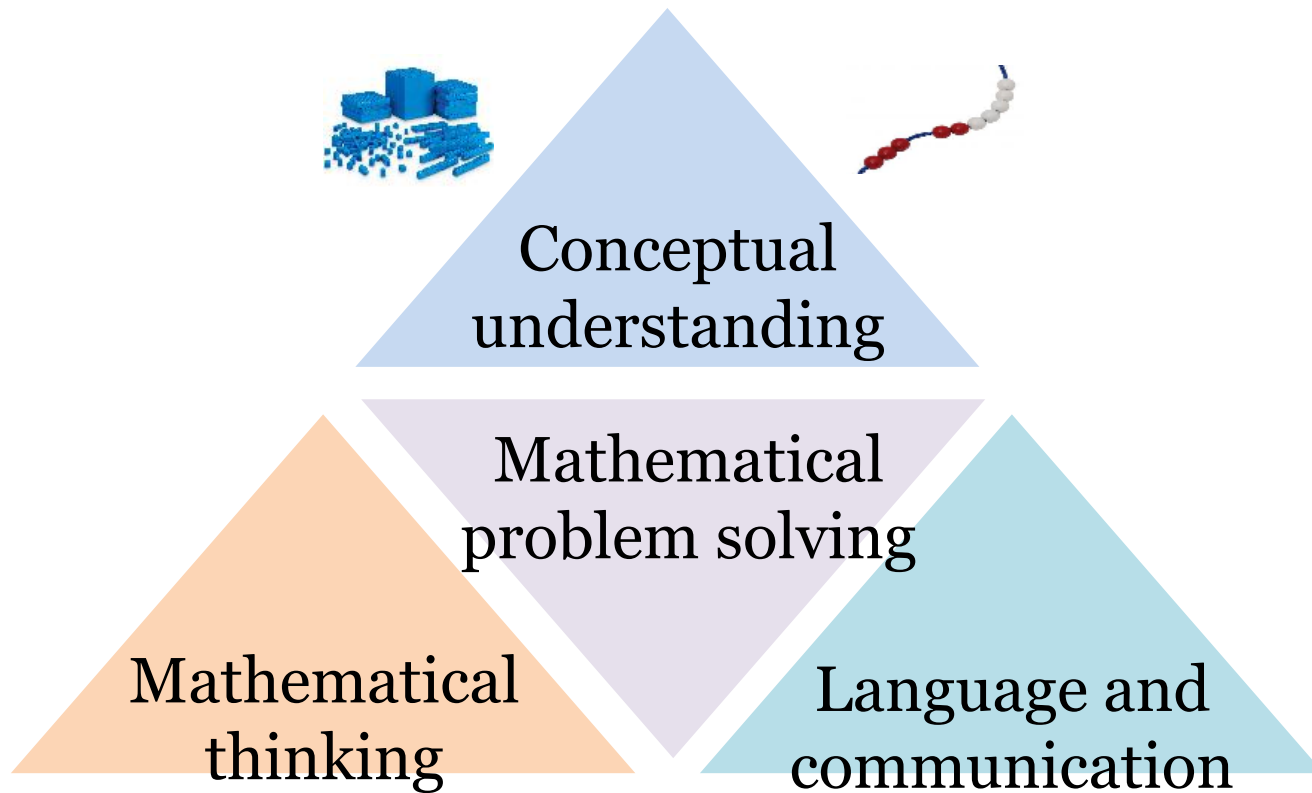 Conceptual
understanding
Mathematical
problem solving
Mathematical
thinking
Language and
communication